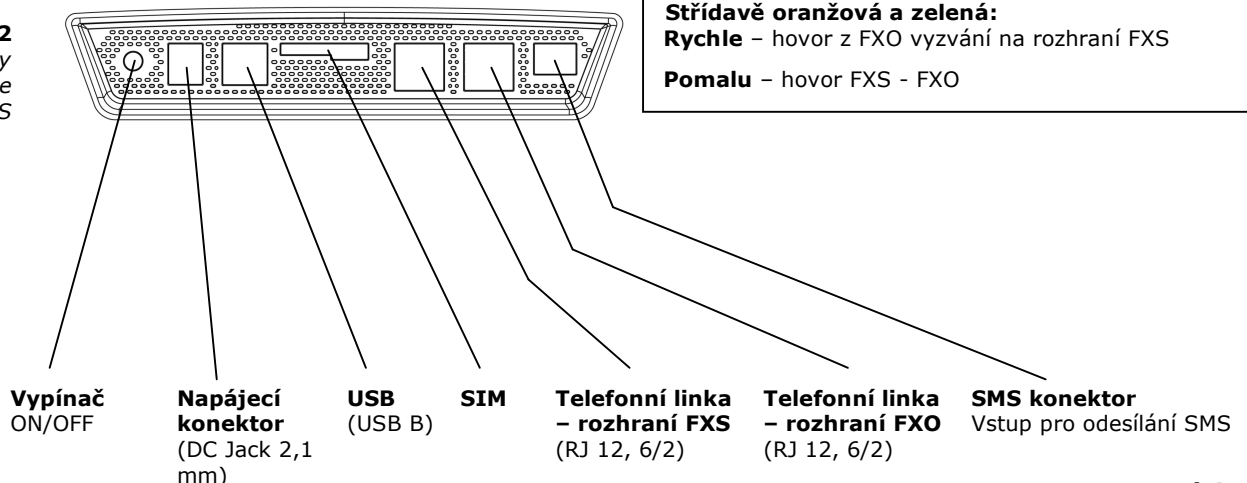 2
y
e
S
Střídavě oranžová a zelená:
Rychle – hovor z FXO vyzvání na rozhraní FXS
Pomalu – hovor FXS - FXO
Vypínač
ON/OFF
Napájecí
konektor
(DC Jack 2,1
mm)
USB
(USB B)
SIM
Telefonní linka
– rozhraní FXS
(RJ 12, 6/2)
Telefonní linka
– rozhraní FXO
(RJ 12, 6/2)
SMS konektor
Vstup pro odesílání SMS